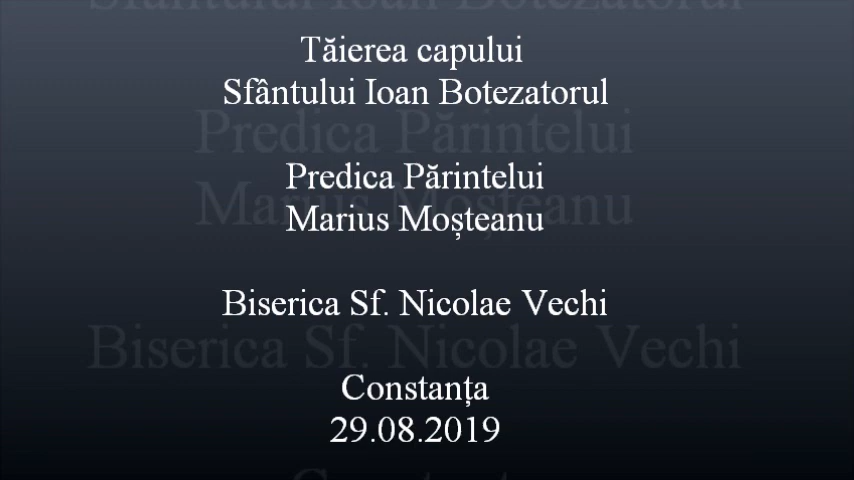 Tăierea capului
Sfântului Ioan Botezatorul
Predica Părintelui
Marius Moșteanu
Biserica Sf. Nicolae Vechi
Constanța
29.08.2019